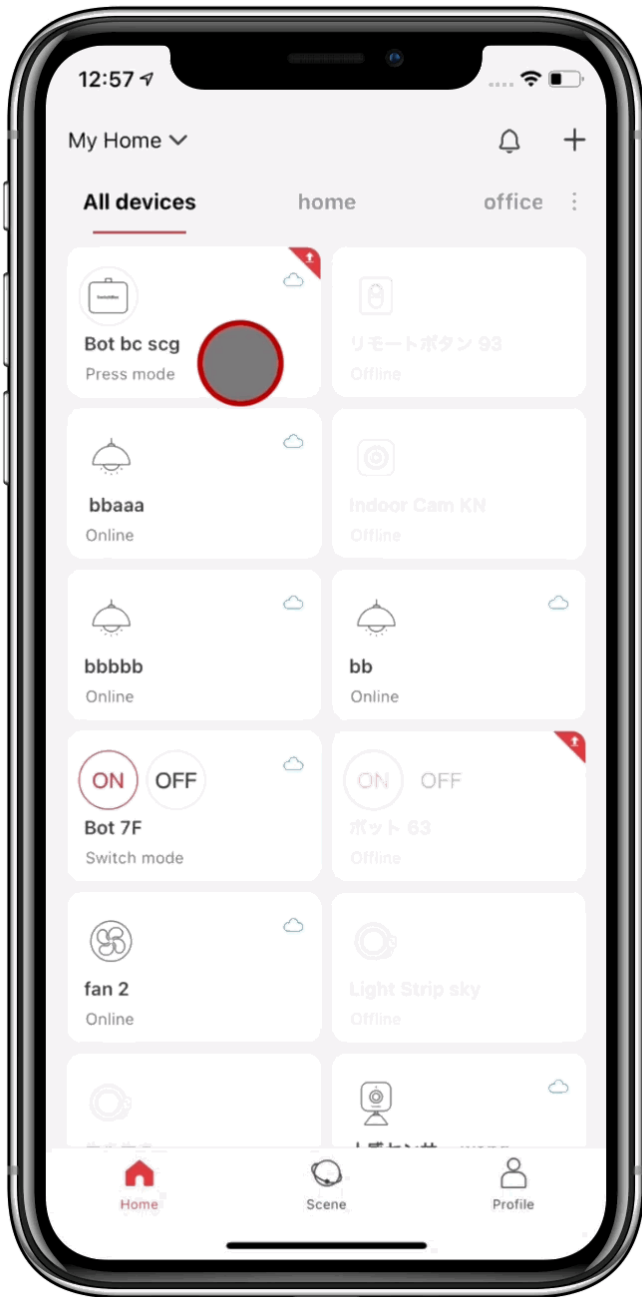 12:57
My Home
All devices
home
office
Bot bc scg
Press mode
リモートボタン 93
Offline
bbaaa
Online
Indoor Cam KN
Offline
bbbbb
Online
bb
Online
ON OFF
Bot 7F
Switch mode
ON OFF
ボット 63
Offline
fan 2
Online
Light Strip sky
Offline
Home
Scene
Profile